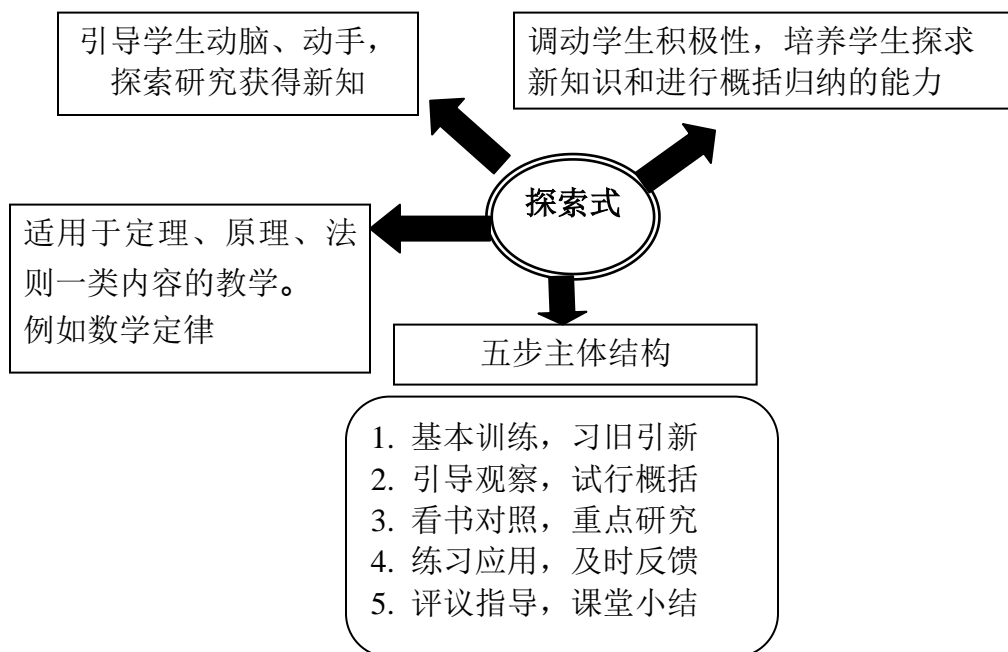 引导学生动脑、动手，
探索研究获得新知
调动学生积极性，培养学生探求
新知识和进行概括归纳的能力
探索式
适用于定理、原理、法
则一类内容的教学。
例如数学定律
五步主体结构
1. 基本训练，习旧引新
2. 引导观察，试行概括
3. 看书对照，重点研究
4. 练习应用，及时反馈
5. 评议指导，课堂小结